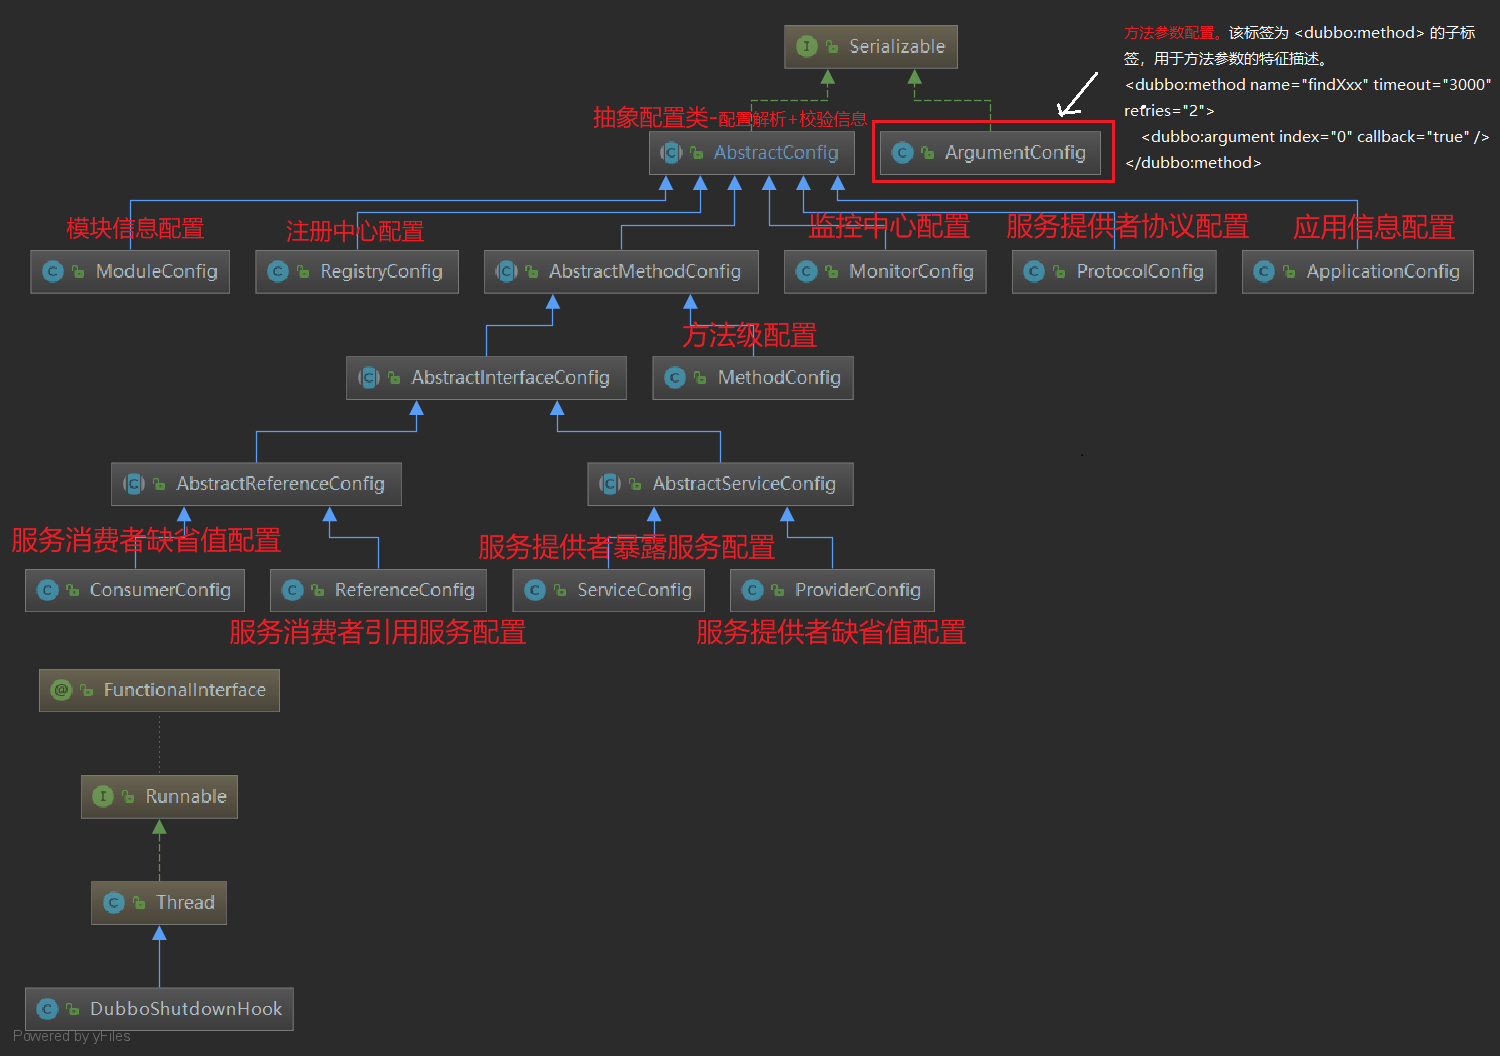 Serializable
方法参数配置。该标签为 <dubbo:method> 的子标
签，用于方法参数的特征描述。
<dubbo:method name="findXxx" timeout="3000"
retries="2">
<dubbo:argument index="0" callback="true" />
</dubbo:method>
抽象配置类-配置解析+校验信息
AbstractConfig
ArgumentConfig
模块信息配置
注册中心配置
监控中心配置
服务提供者协议配置
应用信息配置
ModuleConfig
RegistryConfig
AbstractMethodConfig
MonitorConfig
ProtocolConfig
ApplicationConfig
方法级配置
AbstractInterfaceConfig
MethodConfig
AbstractReferenceConfig
AbstractServiceConfig
服务消费者缺省值配置
服务提供者暴露服务配置
ConsumerConfig
ReferenceConfig
ServiceConfig
ProviderConfig
服务消费者引用服务配置
服务提供者缺省值配置
FunctionalInterface
Runnable
Thread
DubboShutdownHook
Powered by yFiles